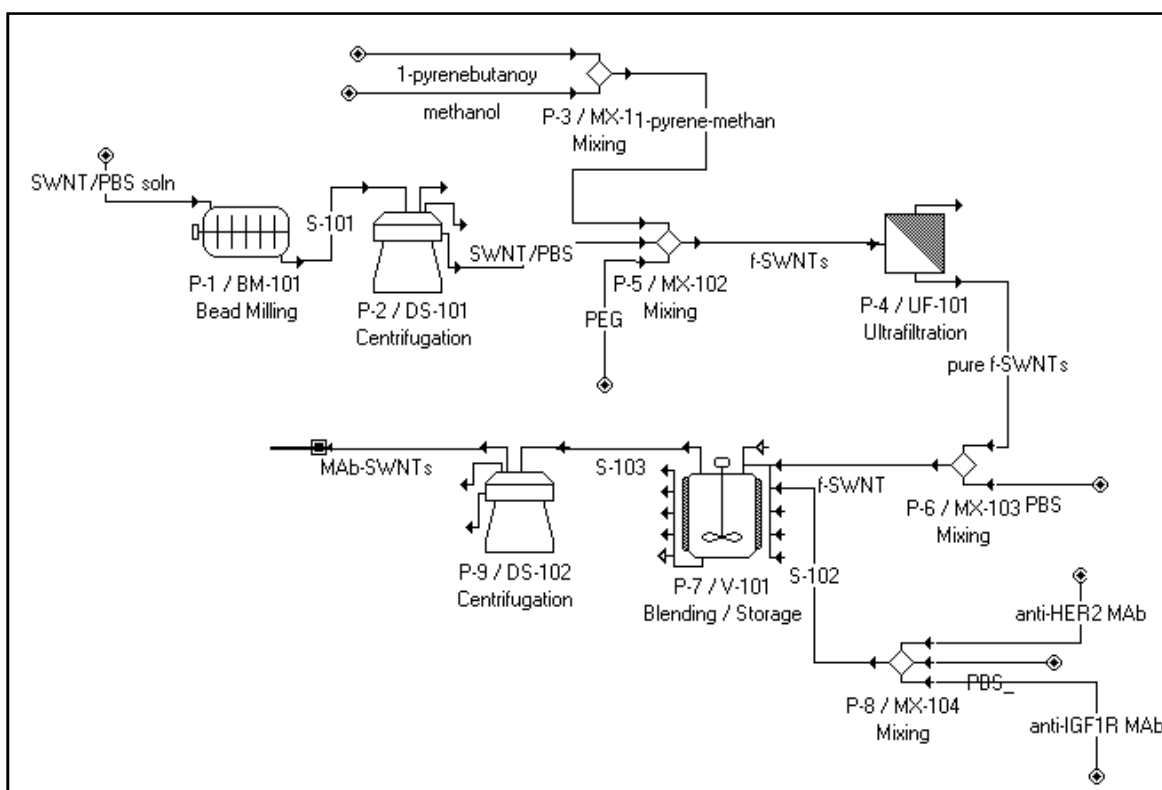 1-pyrenebutanoy
methanol
P-3 / MX-1
Mixing
1-pyrene-methan
SWNT/PBS soln
S-101
P-1 / BM-101
Bead Milling
P-2 / DS-101
Centrifugation
SWNT/PBS
PEG
P-5 / MX-102
Mixing
f-SWNTs
P-4 / UF-101
Ultrafiltration
pure f-SWNTs
MAb-SWNTs
S-103
f-SWNT
P-6 / MX-103
Mixing
PBS
P-9 / DS-102
Centrifugation
P-7 / V-101
Blending / Storage
S-102
anti-HER2 MAb
PBS_
P-8 / MX-104
Mixing
anti-IGF1R MAb